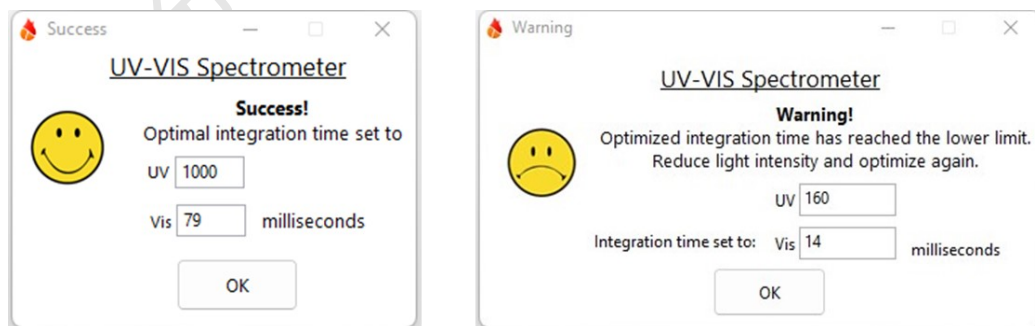 Success
UV-VIS Spectrometer
Success!
Optimal integration time set to
UV 1000
Vis 79 milliseconds
OK
Warning
UV-VIS Spectrometer
Warning!
Optimized integration time has reached the lower limit.
Reduce light intensity and optimize again.
UV 160
Integration time set to: Vis 14 milliseconds
OK